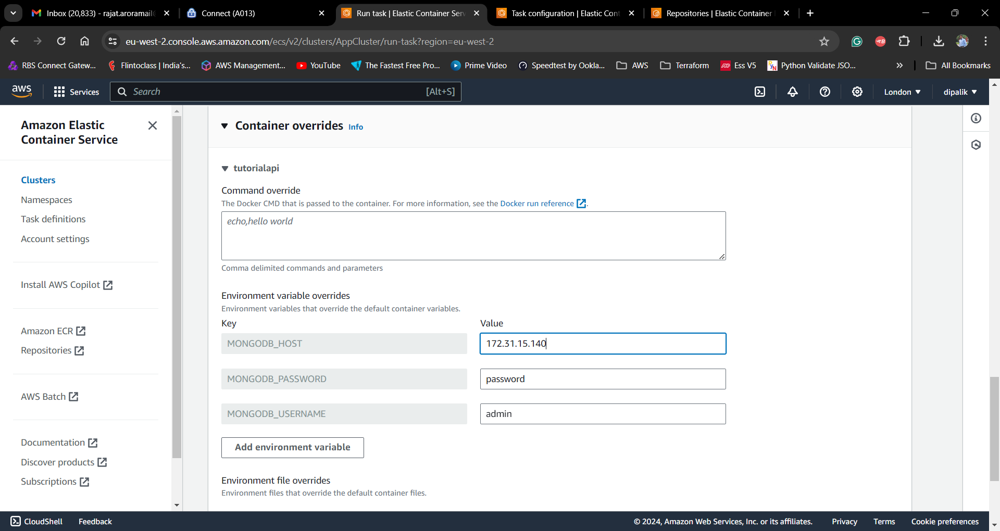 Inbox (20,833) - rajat.aroramail
Connect (A013)
Run task | Elastic Container Serv
Task configuration | Elastic Cont
Repositories | Elastic Container
eu-west-2.console.aws.amazon.com/ecs/v2/clusters/AppCluster/run-task?region=eu-west-2
RBS Connect Gatew...
Flintoclass | India's...
AWS Management...
YouTube
The Fastest Free Pro...
Prime Video
Speedtest by Ookla...
AWS
Terraform
Ess V5
Python Validate JSO...
All Bookmarks
aws
Services
Search
[Alt+S]
London
dipalik
Amazon Elastic
Container Service
Clusters
Namespaces
Task definitions
Account settings
Install AWS Copilot
Amazon ECR
Repositories
AWS Batch
Documentation
Discover products
Subscriptions
Container overrides Info
tutorialapi
Command override
The Docker CMD that is passed to the container. For more information, see the Docker run reference .
echo,hello world
Comma delimited commands and parameters
Environment variable overrides
Environment variables that override the default container variables.
Key Value
MONGODB_HOST 172.31.15.140
MONGODB_PASSWORD password
MONGODB_USERNAME admin
Add environment variable
Environment file overrides
Environment files that override the default container files.
CloudShell
Feedback
© 2024, Amazon Web Services, Inc. or its affiliates.
Privacy
Terms
Cookie preferences